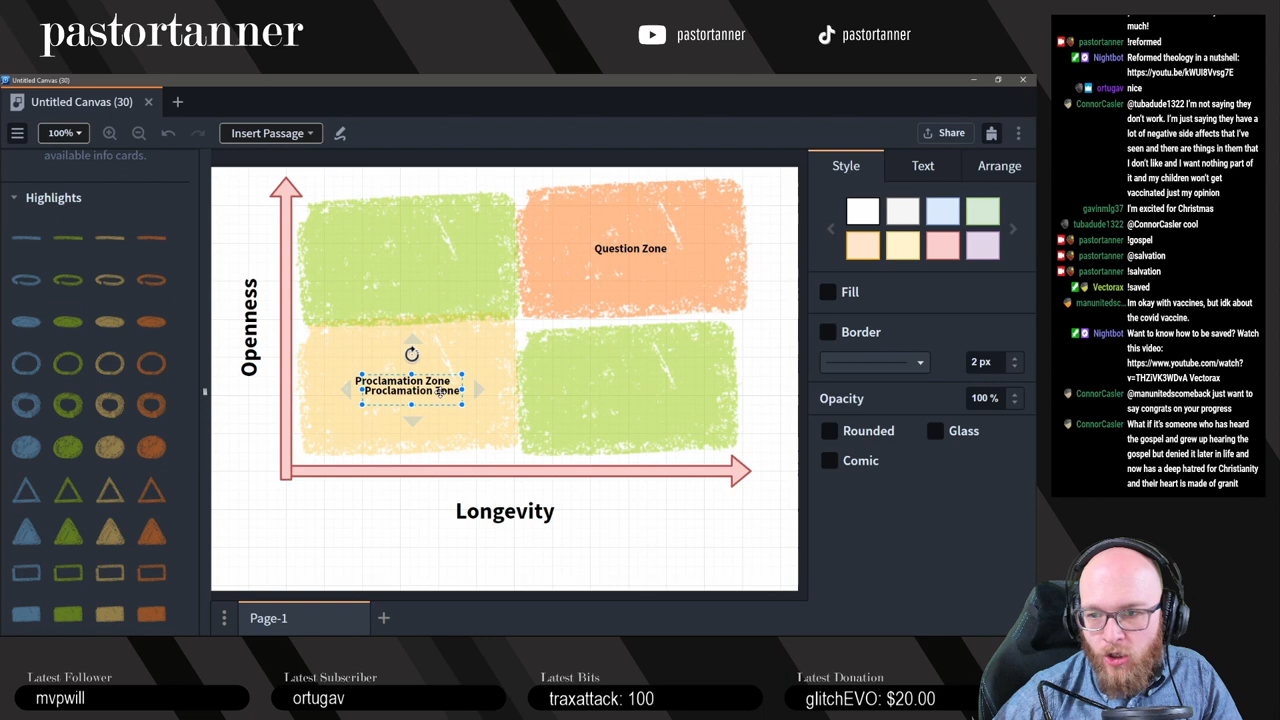 pastortanner
pastortanner
pastortanner
Untitled Canvas (30)
Untitled Canvas (30)
100%
Insert Passage
Share
available info cards.
Highlights
Openness
Question Zone
Proclamation Zone
Proclamation Zone
Longevity
Page-1
Style
Text
Arrange
Fill
Border
2 px
Opacity
100 %
Rounded
Glass
Comic
much!
pastortanner !reformed
Nightbot Reformed theology in a nutshell:
https://youtu.be/kWUI8Vvsg7E
ortugav nice
ConnorCasler @tubadude1322 I'm not saying they
don't work. I'm just saying they have a
lot of negative side affects that I've
seen and there are things in them that
I don't like and I want nothing part of
it and my children won't get
vaccinated just my opinion
gavinmlg37 I'm excited for Christmas
tubadude1322 @ConnorCasler cool
pastortanner !gospel
pastortanner @salvation
pastortanner !salvation
Vectorax !saved
manunitedsc... Im okay with vaccines, but idk about
the covid vaccine.
Nightbot Want to know how to be saved? Watch
this video:
https://www.youtube.com/watch?
v=THZiVK3WDvA Vectorax
ConnorCasler @manunitedscomeback just want to
say congrats on your progress
ConnorCasler What if it's someone who has heard
the gospel and grew up hearing the
gospel but denied it later in life and
now has a deep hatred for Christianity
and their heart is made of granit
Latest Follower
mvpwill
Latest Subscriber
ortugav
Latest Bits
traxattack: 100
Latest Donation
glitchEVO: $20.00